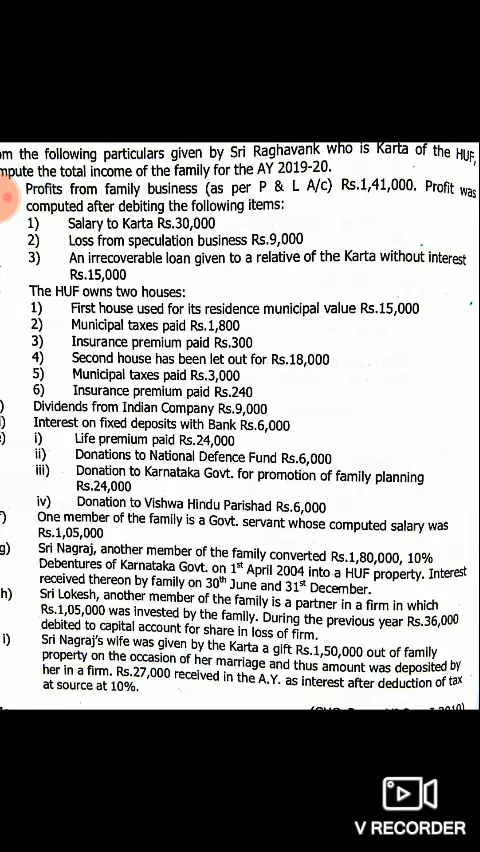 om the following particulars given by Sri Raghavank who is Karta of the HUF,
mpute the total income of the family for the AY 2019-20.
Profits from family business (as per P & L A/c) Rs.1,41,000. Profit was
computed after debiting the following items:
1) Salary to Karta Rs.30,000
2) Loss from speculation business Rs.9,000
3) An irrecoverable loan given to a relative of the Karta without interest
Rs.15,000
The HUF owns two houses:
1) First house used for its residence municipal value Rs.15,000
2) Municipal taxes paid Rs.1,800
3) Insurance premium paid Rs.300
4) Second house has been let out for Rs.18,000
5) Municipal taxes paid Rs.3,000
6) Insurance premium paid Rs.240
) Dividends from Indian Company Rs.9,000
i) Interest on fixed deposits with Bank Rs.6,000
) i) Life premium paid Rs.24,000
ii) Donations to National Defence Fund Rs.6,000
iii) Donation to Karnataka Govt. for promotion of family planning
Rs.24,000
iv) Donation to Vishwa Hindu Parishad Rs.6,000
f) One member of the family is a Govt. servant whose computed salary was
Rs.1,05,000
g) Sri Nagraj, another member of the family converted Rs.1,80,000, 10%
Debentures of Karnataka Govt. on 1st April 2004 into a HUF property. Interest
received thereon by family on 30th June and 31st December.
h) Sri Lokesh, another member of the family is a partner in a firm in which
Rs.1,05,000 was invested by the family. During the previous year Rs.36,000
debited to capital account for share in loss of firm.
i) Sri Nagraj's wife was given by the Karta a gift Rs.1,50,000 out of family
property on the occasion of her marriage and thus amount was deposited by
her in a firm. Rs.27,000 received in the A.Y. as interest after deduction of tax
at source at 10%.
V RECORDER